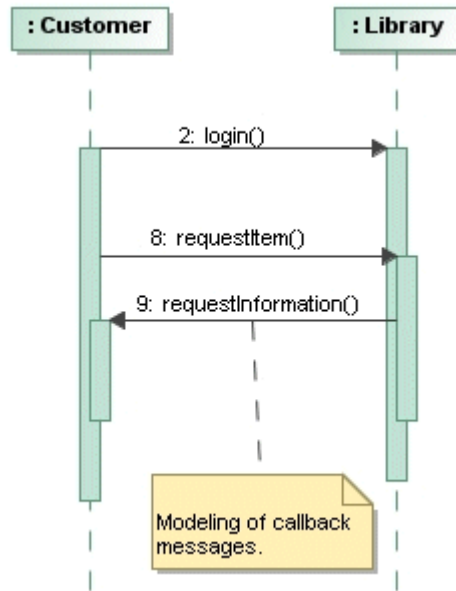 : Customer
: Library
2: login()
8: requestItem()
9: requestInformation()
Modeling of callback
messages.